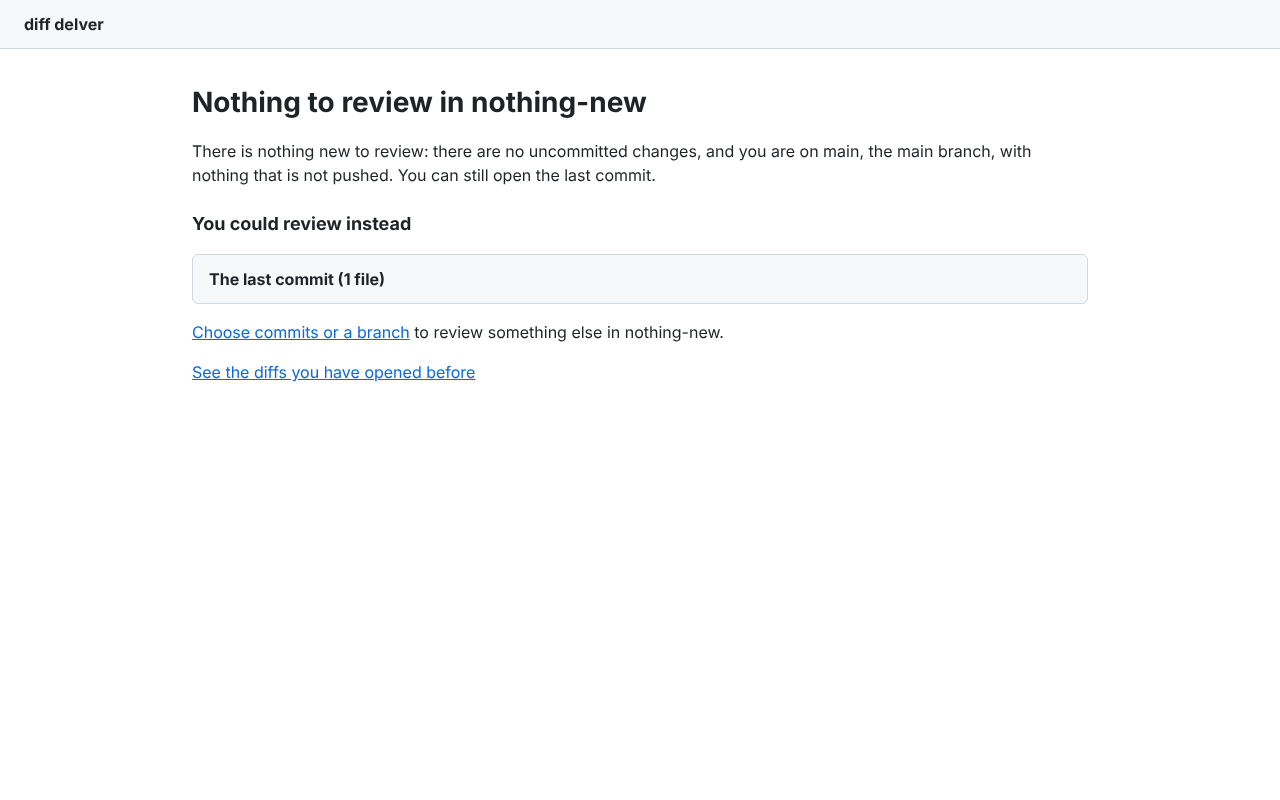 diff delver
Nothing to review in nothing-new
There is nothing new to review: there are no uncommitted changes, and you are on main, the main branch, with
nothing that is not pushed. You can still open the last commit.
You could review instead
The last commit (1 file)
Choose commits or a branch to review something else in nothing-new.
See the diffs you have opened before